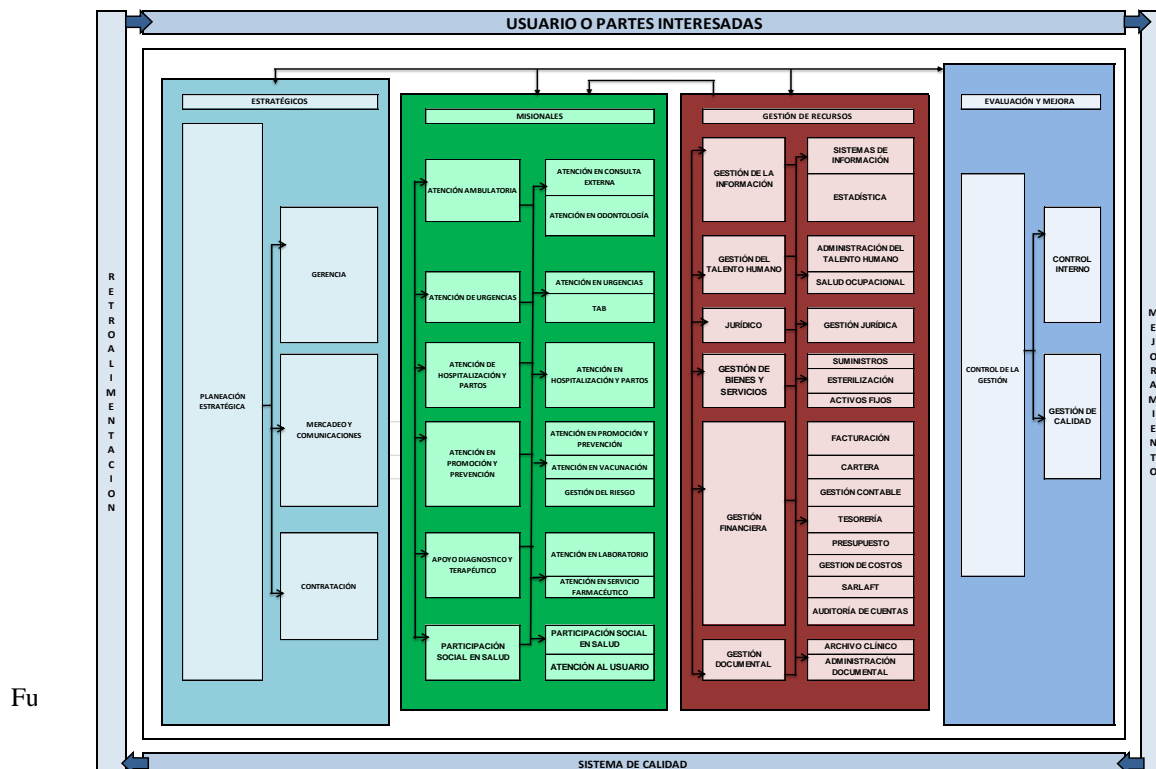 USUARIO O PARTES INTERESADAS
RETROALIMENTACION
ESTRATÉGICOS
PLANEACIÓN
ESTRATÉGICA
GERENCIA
MERCADEO Y
COMUNICACIONES
CONTRATACIÓN
MISIONALES
ATENCIÓN AMBULATORIA
ATENCIÓN EN CONSULTA
EXTERNA
ATENCIÓN EN ODONTOLOGÍA
ATENCIÓN DE URGENCIAS
ATENCIÓN EN URGENCIAS
TAB
ATENCIÓN DE
HOSPITALIZACIÓN Y
PARTOS
ATENCIÓN EN
HOSPITALIZACIÓN Y PARTOS
ATENCIÓN EN
PROMOCIÓN Y
PREVENCIÓN
ATENCIÓN EN PROMOCIÓN Y
PREVENCIÓN
ATENCIÓN EN VACUNACIÓN
GESTIÓN DEL RIESGO
APOYO DIAGNOSTICO Y
TERAPÉUTICO
ATENCIÓN EN LABORATORIO
ATENCIÓN EN SERVICIO
FARMACÉUTICO
PARTICIPACIÓN
SOCIAL EN SALUD
PARTICIPACIÓN SOCIAL
EN SALUD
ATENCIÓN AL USUARIO
GESTIÓN DE RECURSOS
GESTIÓN DE LA
INFORMACIÓN
SISTEMAS DE
INFORMACIÓN
ESTADÍSTICA
GESTIÓN DEL
TALENTO HUMANO
ADMINISTRACIÓN DEL
TALENTO HUMANO
SALUD OCUPACIONAL
JURÍDICO
GESTIÓN JURÍDICA
GESTIÓN DE
BIENES Y
SERVICIOS
SUMINISTROS
ESTERILIZACIÓN
ACTIVOS FIJOS
GESTIÓN
FINANCIERA
FACTURACIÓN
CARTERA
GESTIÓN CONTABLE
TESORERÍA
PRESUPUESTO
GESTION DE COSTOS
SARLAFT
AUDITORÍA DE CUENTAS
GESTIÓN
DOCUMENTAL
ARCHIVO CLÍNICO
ADMINISTRACIÓN
DOCUMENTAL
EVALUACIÓN Y MEJORA
CONTROL DE LA
GESTIÓN
CONTROL
INTERNO
GESTIÓN DE
CALIDAD
MEJORAMIENTO
Fu
SISTEMA DE CALIDAD